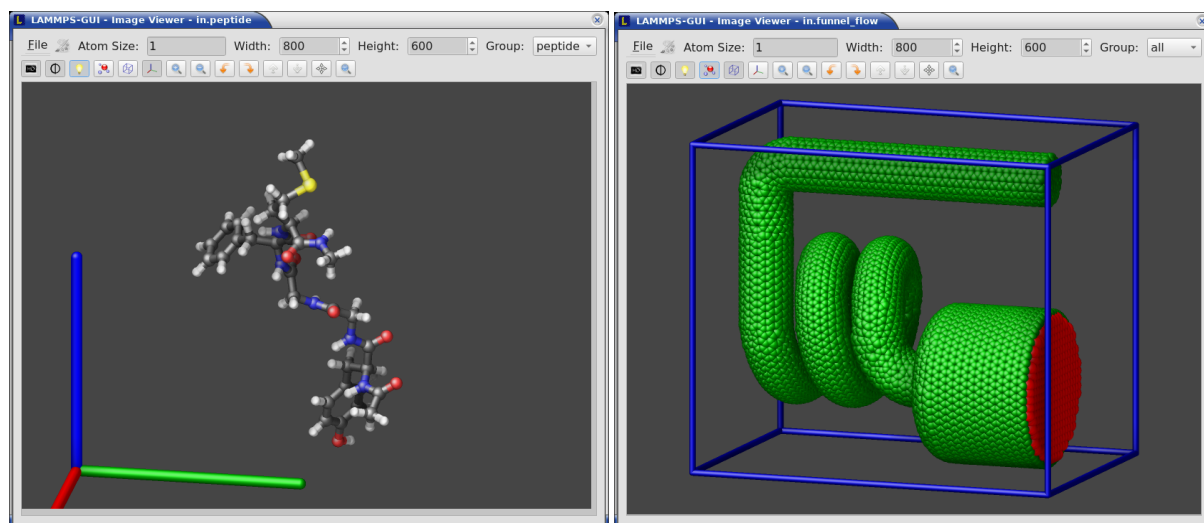 LAMMPS-GUI - Image Viewer - in.peptide
File Atom Size: 1 Width: 800 Height: 600 Group: peptide
LAMMPS-GUI - Image Viewer - in.funnel_flow
File Atom Size: 1 Width: 800 Height: 600 Group: all